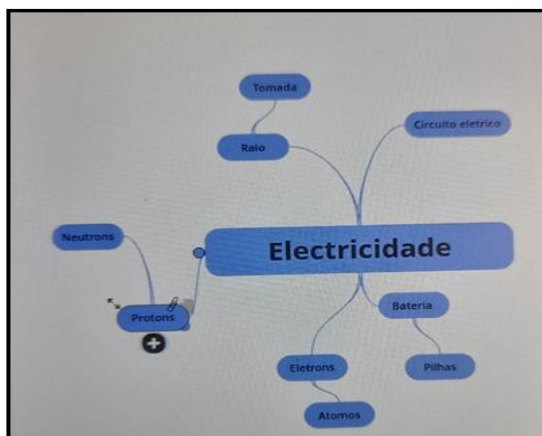 Tomada
Circuito eletrico
Raio
Neutrons
Electricidade
Protons
Bateria
Eletrons
Pilhas
Atomos